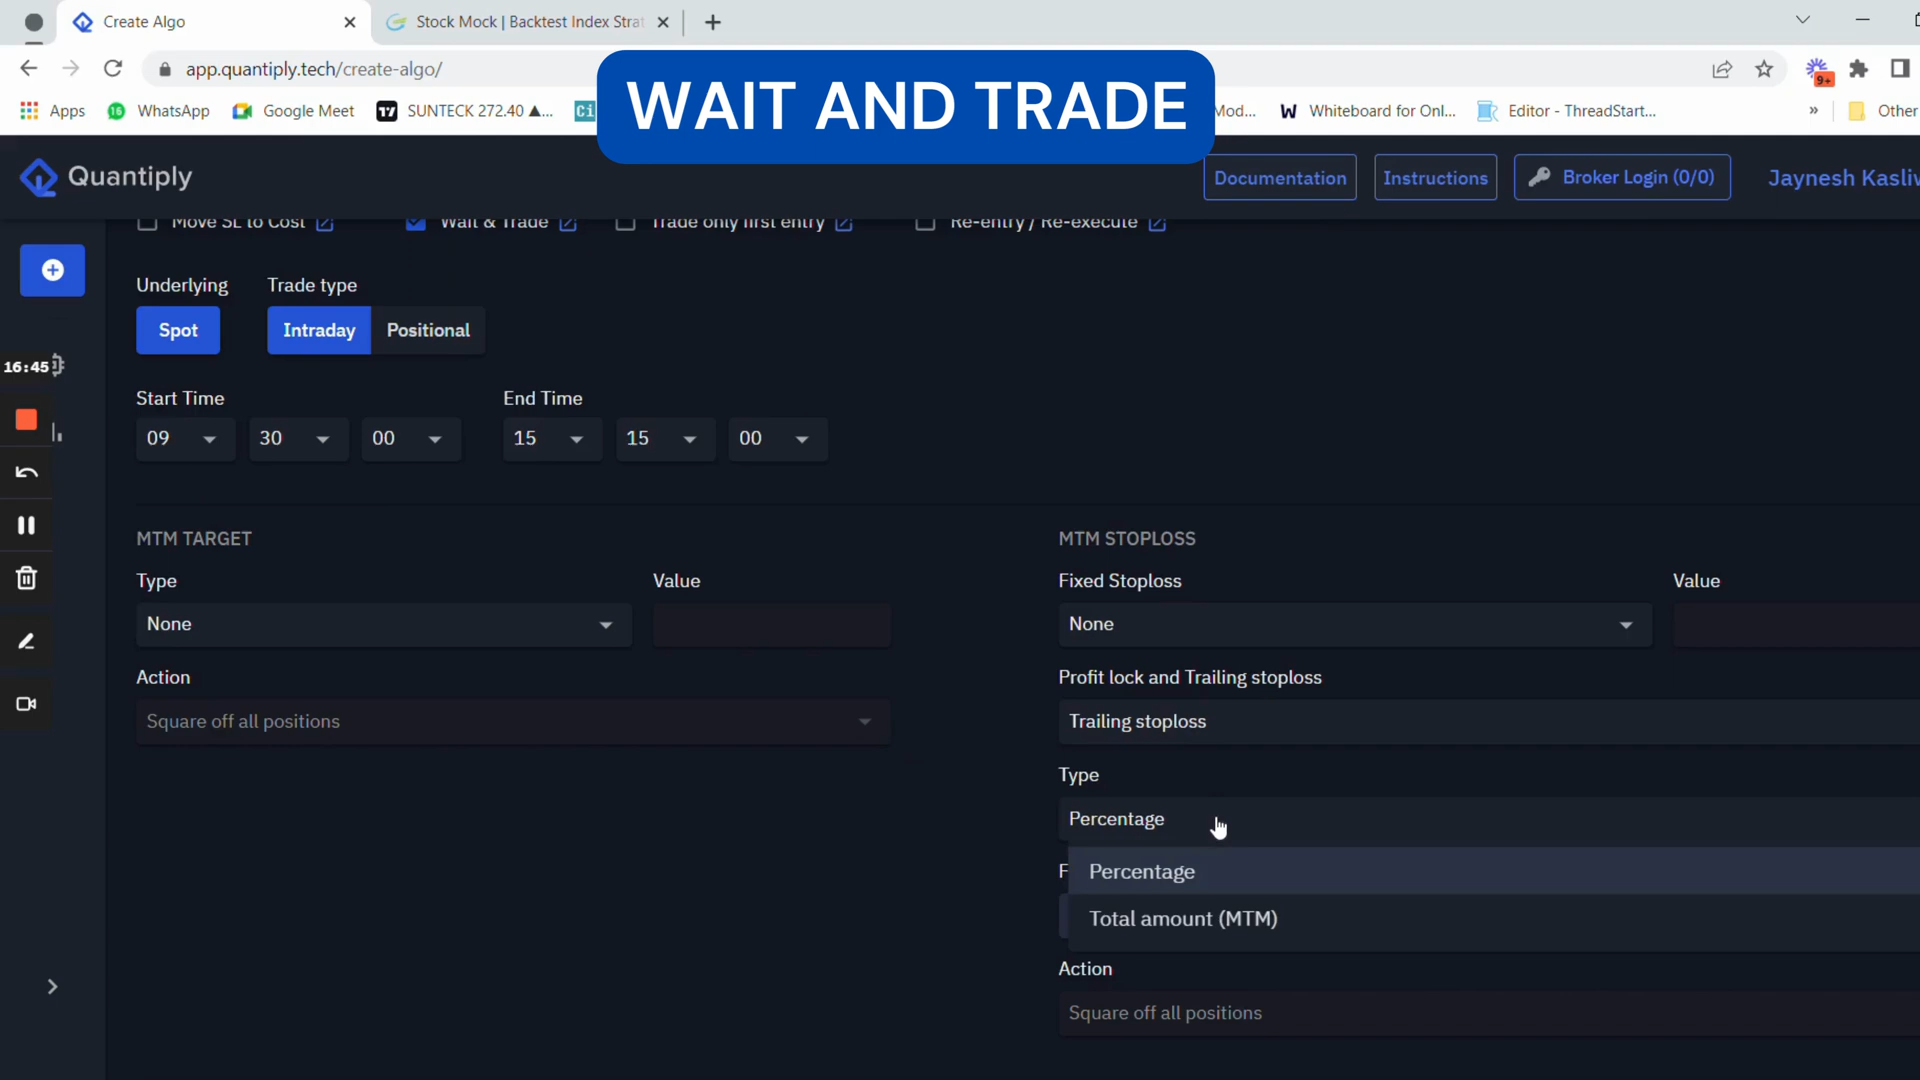 Create Algo
Stock Mock | Backtest Index Strat
app.quantiply.tech/create-algo/
WAIT AND TRADE
9+
Apps
16
WhatsApp
Google Meet
SUNTECK 272.40 ▲...
Ci
Mod...
W
Whiteboard for Onl...
Editor - ThreadStart...
»
Other
Quantiply
Documentation
Instructions
Broker Login (0/0)
Jaynesh Kasliv
Move SL to Cost
Wait & Trade
Trade only first entry
Re-entry / Re-execute
Underlying
Trade type
Spot
Intraday
Positional
16:45
Start Time
End Time
09
30
00
15
15
00
MTM TARGET
MTM STOPLOSS
Type
Value
Fixed Stoploss
Value
None
None
Action
Profit lock and Trailing stoploss
Square off all positions
Trailing stoploss
Type
Percentage
F
Percentage
Total amount (MTM)
Action
Square off all positions